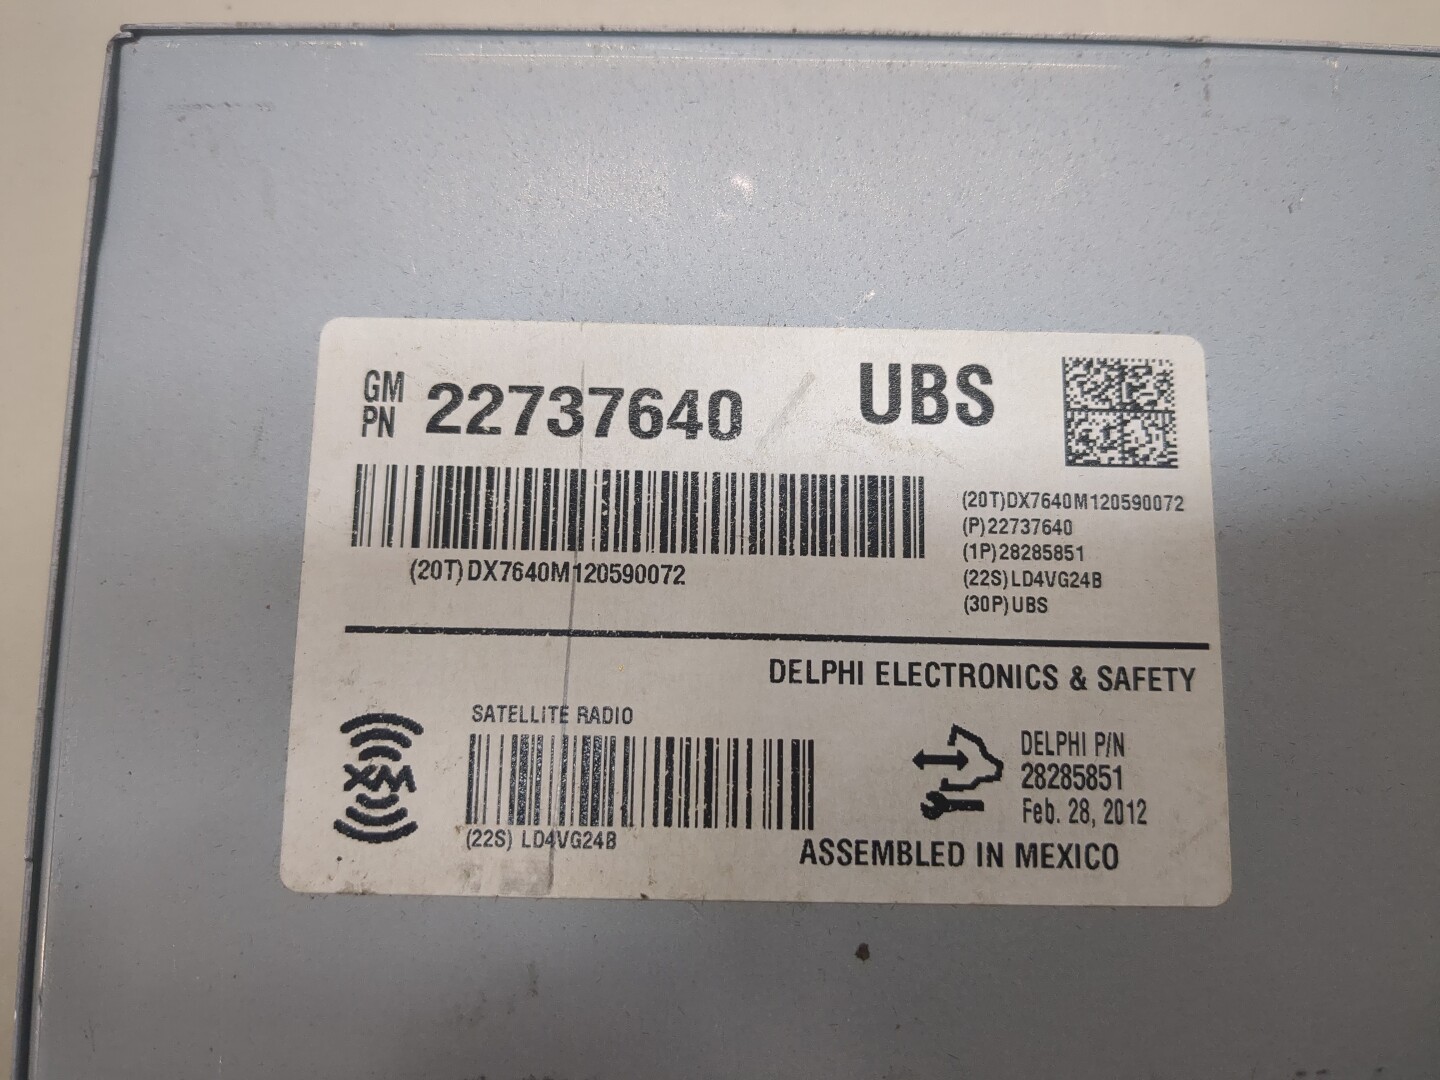 GM
PN 22737640
UBS
(20T)DX7640M120590072
(20T)DX7640M120590072
(P)22737640
(1P)28285851
(22S)LD4VG24B
(30P)UBS
DELPHI ELECTRONICS & SAFETY
SATELLITE RADIO
XM
(22S) LD4VG24B
DELPHI P/N
28285851
Feb. 28, 2012
ASSEMBLED IN MEXICO